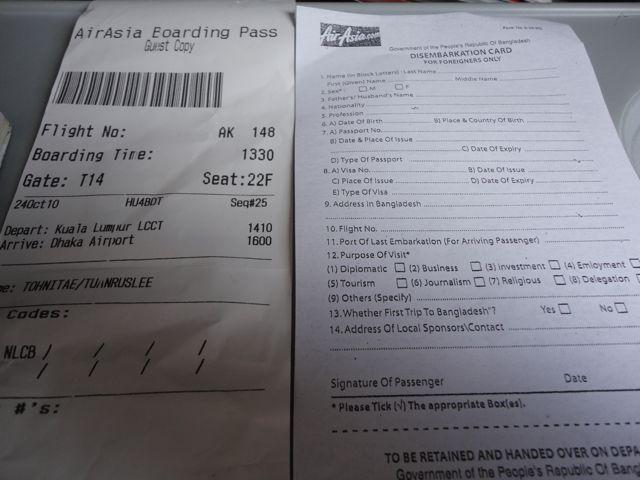 AirAsia Boarding Pass
Guest Copy
Flight No: AK 148
Boarding Time: 1330
Gate: T14 Seat:22F
24Oct10 HU4BDT Seq#25
Depart: Kuala Lumpur LCCT 1410
Arrive: Dhaka Airport 1600
me: TOHNITAE/TUANRUSLEE
Codes:
NLCB / / / /
/ / / /
#'s:
AirAsia.com
Government of the People's Republic Of Bangladesh
DISEMBARKATION CARD
FOR FOREIGNERS ONLY
1. Name (In Block Letters) : Last Name
First (Given) Name Middle Name
2. Sex* : M F
3. Father's/ Husband's Name
4. Nationality
5. Profession
6. A) Date Of Birth B) Place & Country Of Birth
7. A) Passport No.
B) Date & Place Of Issue
C) Date Of Expiry
D) Type Of Passport
8. A) Visa No. B) Date Of Issue
C) Place Of Issue D) Date Of Expiry
E) Type Of Visa
9. Address In Bangladesh
10. Flight No.
11. Port Of Last Embarkation (For Arriving Passenger)
12. Purpose Of Visit*
(1) Diplomatic (2) Business (3) Investment (4) Emloyment
(5) Tourism (6) Journalism (7) Religious (8) Delegation
(9) Others (Specify)
13. Whether First Trip To Bangladesh*? Yes No
14. Address Of Local Sponsors\Contact
Signature Of Passenger Date
* Please Tick (√) The appropriate Box(es).
TO BE RETAINED AND HANDED OVER ON DEPA
Government of the People's Republic Of Bang